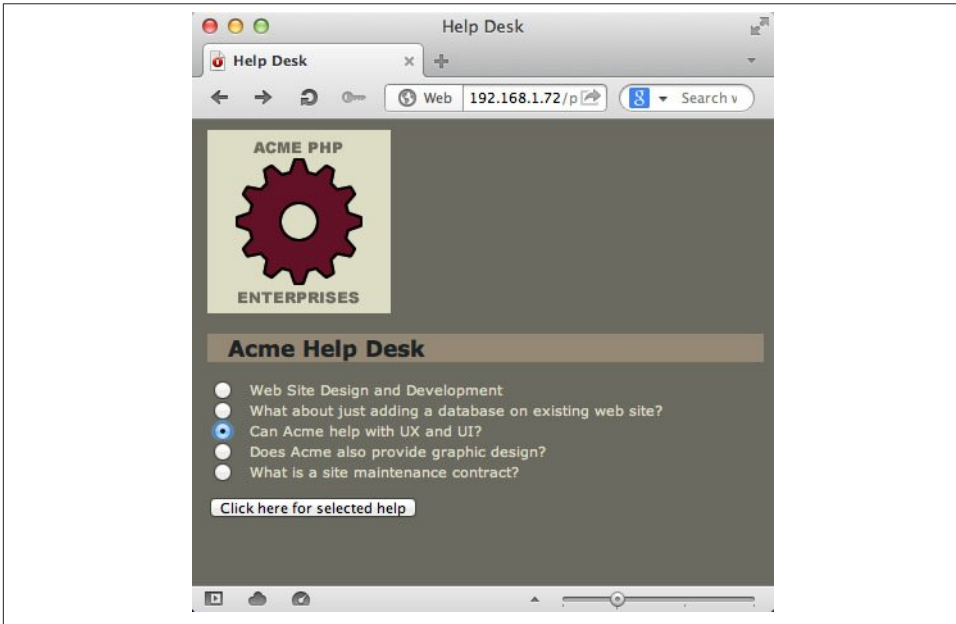 Help Desk
Help Desk
Web 192.168.1.72/p
ACME PHP
ENTERPRISES
Acme Help Desk
Web Site Design and Development
What about just adding a database on existing web site?
Can Acme help with UX and UI?
Does Acme also provide graphic design?
What is a site maintenance contract?
Click here for selected help